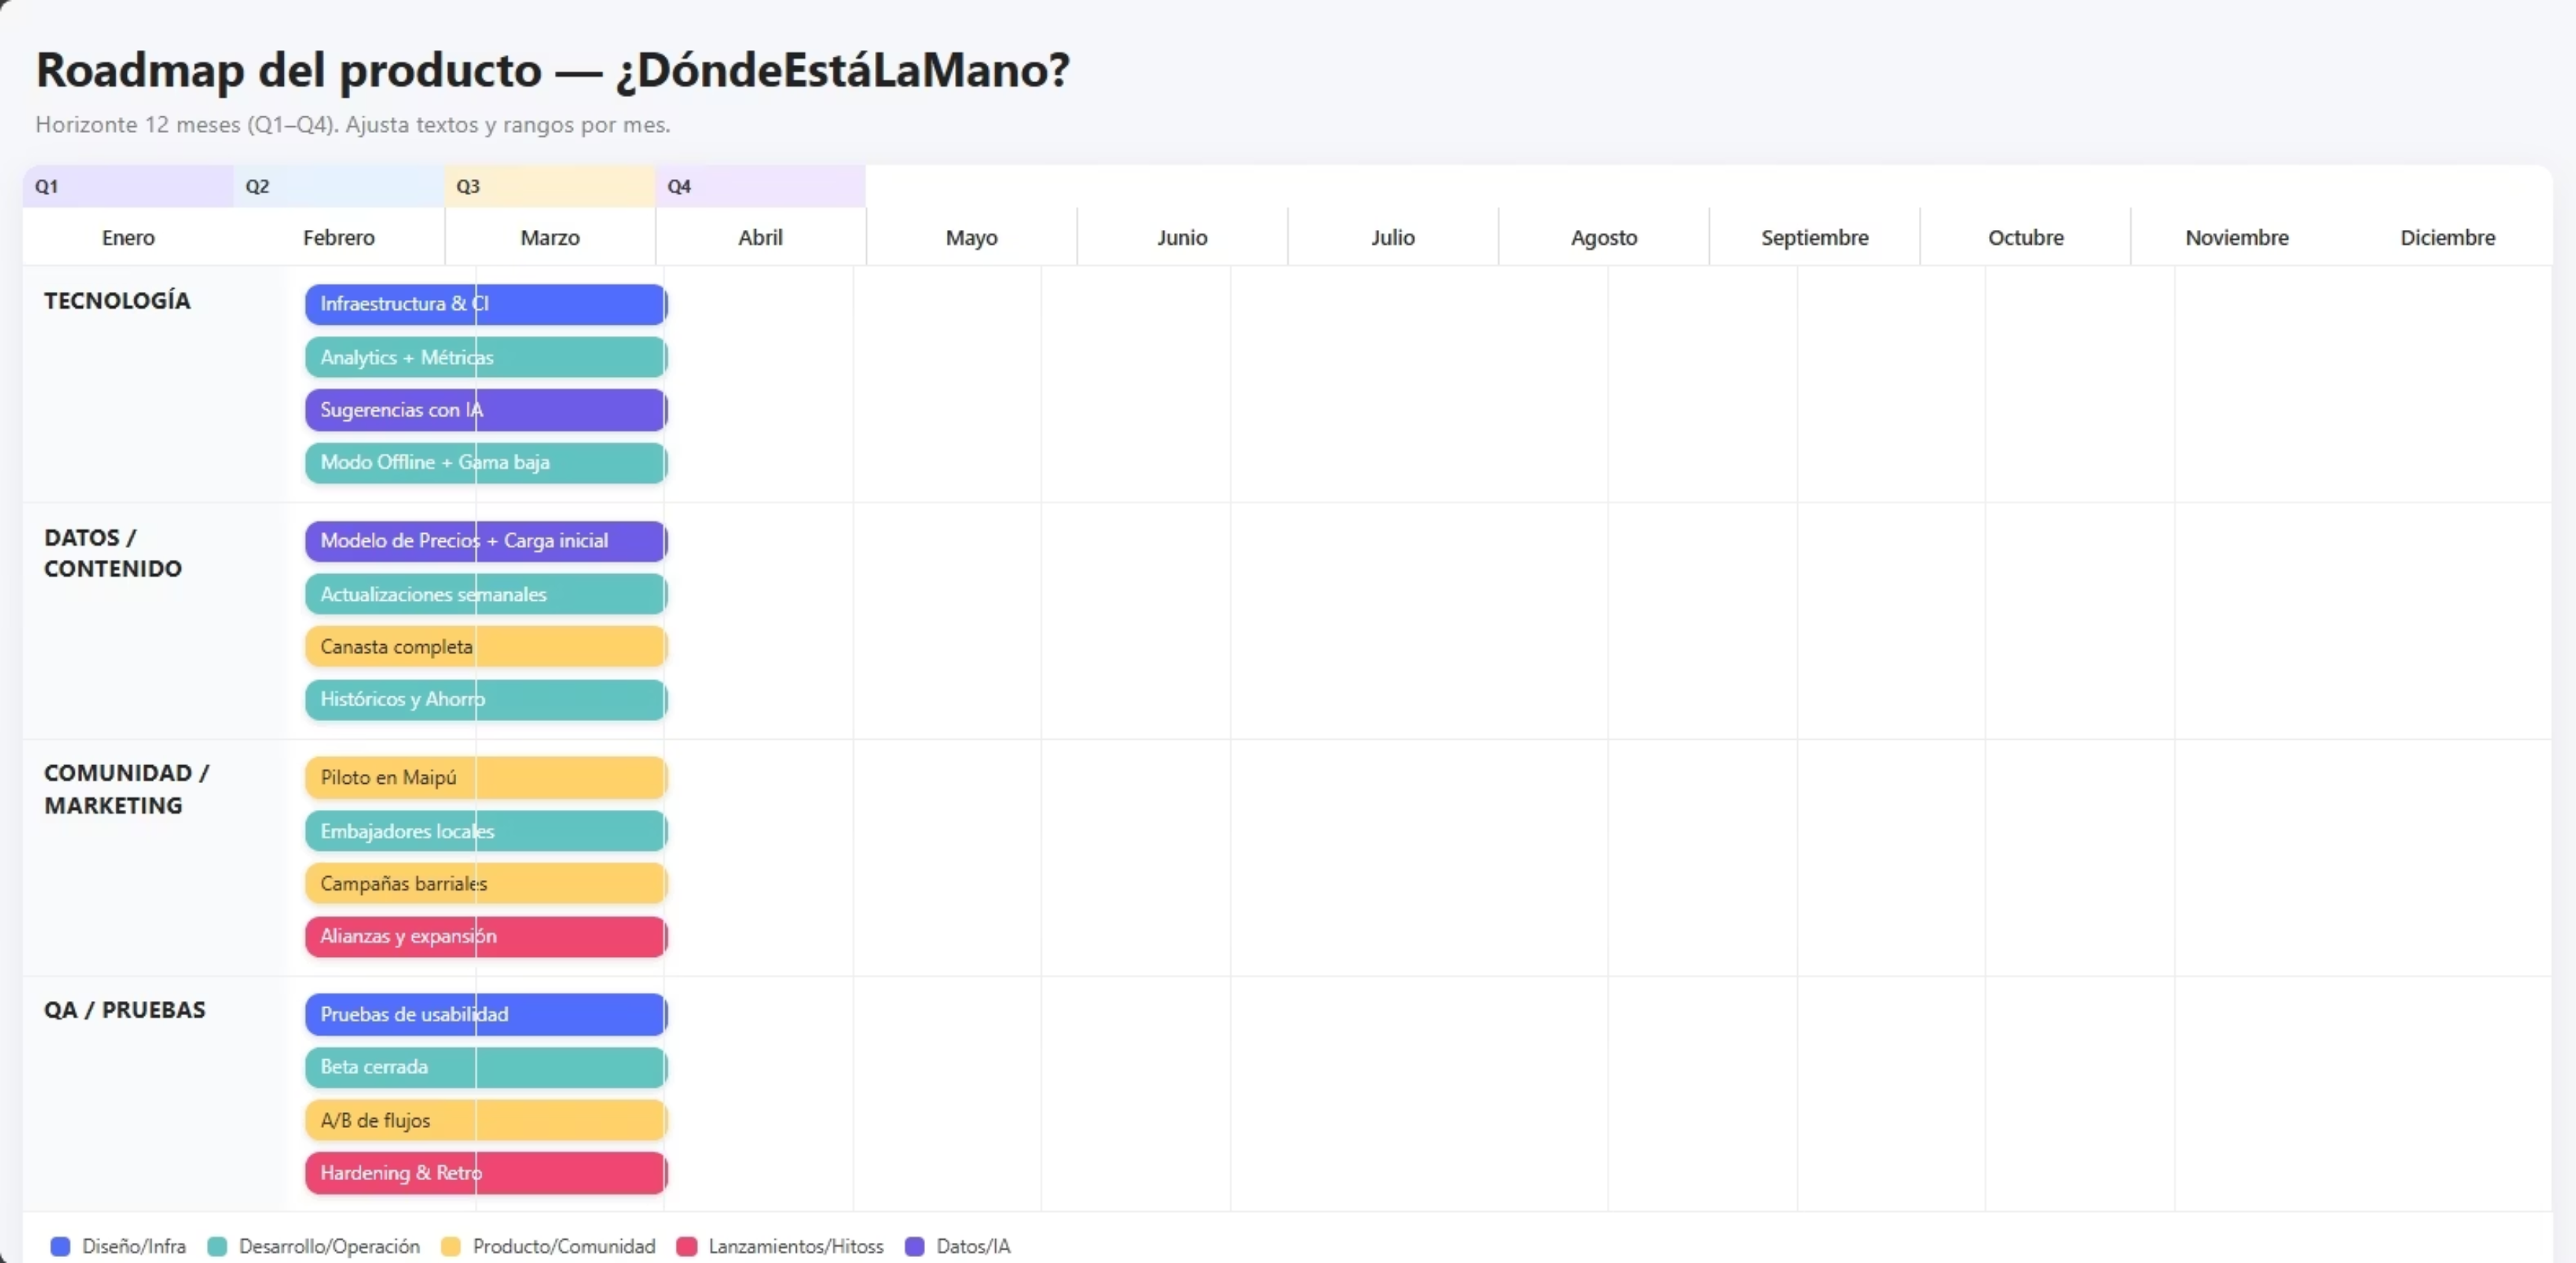 Roadmap del producto — ¿DóndeEstáLaMano?
Horizonte 12 meses (Q1–Q4). Ajusta textos y rangos por mes.
Q1 Q2 Q3 Q4
Enero Febrero Marzo Abril Mayo Junio Julio Agosto Septiembre Octubre Noviembre Diciembre
TECNOLOGÍA
Infraestructura & CI
Analytics + Métricas
Sugerencias con IA
Modo Offline + Gama baja
DATOS /
CONTENIDO
Modelo de Precios + Carga inicial
Actualizaciones semanales
Canasta completa
Históricos y Ahorro
COMUNIDAD /
MARKETING
Piloto en Maipú
Embajadores locales
Campañas barriales
Alianzas y expansión
QA / PRUEBAS
Pruebas de usabilidad
Beta cerrada
A/B de flujos
Hardening & Retro
Diseño/Infra Desarrollo/Operación Producto/Comunidad Lanzamientos/Hitoss Datos/IA